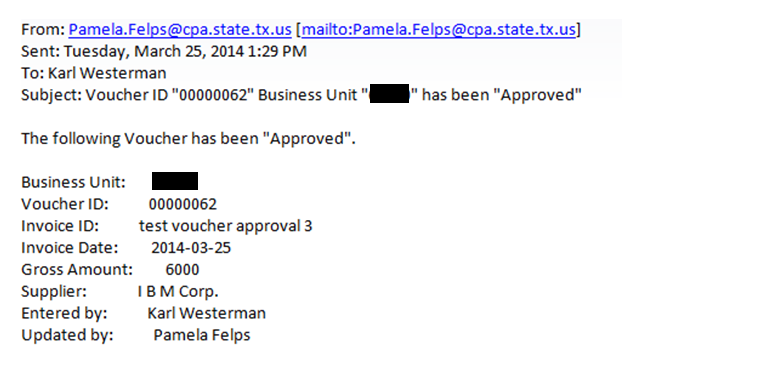 From: Pamela.Felps@cpa.state.tx.us [mailto:Pamela.Felps@cpa.state.tx.us]
Sent: Tuesday, March 25, 2014 1:29 PM
To: Karl Westerman
Subject: Voucher ID "00000062" Business Unit "" has been "Approved"
The following Voucher has been "Approved".
Business Unit:
Voucher ID: 00000062
Invoice ID: test voucher approval 3
Invoice Date: 2014-03-25
Gross Amount: 6000
Supplier: I B M Corp.
Entered by: Karl Westerman
Updated by: Pamela Felps